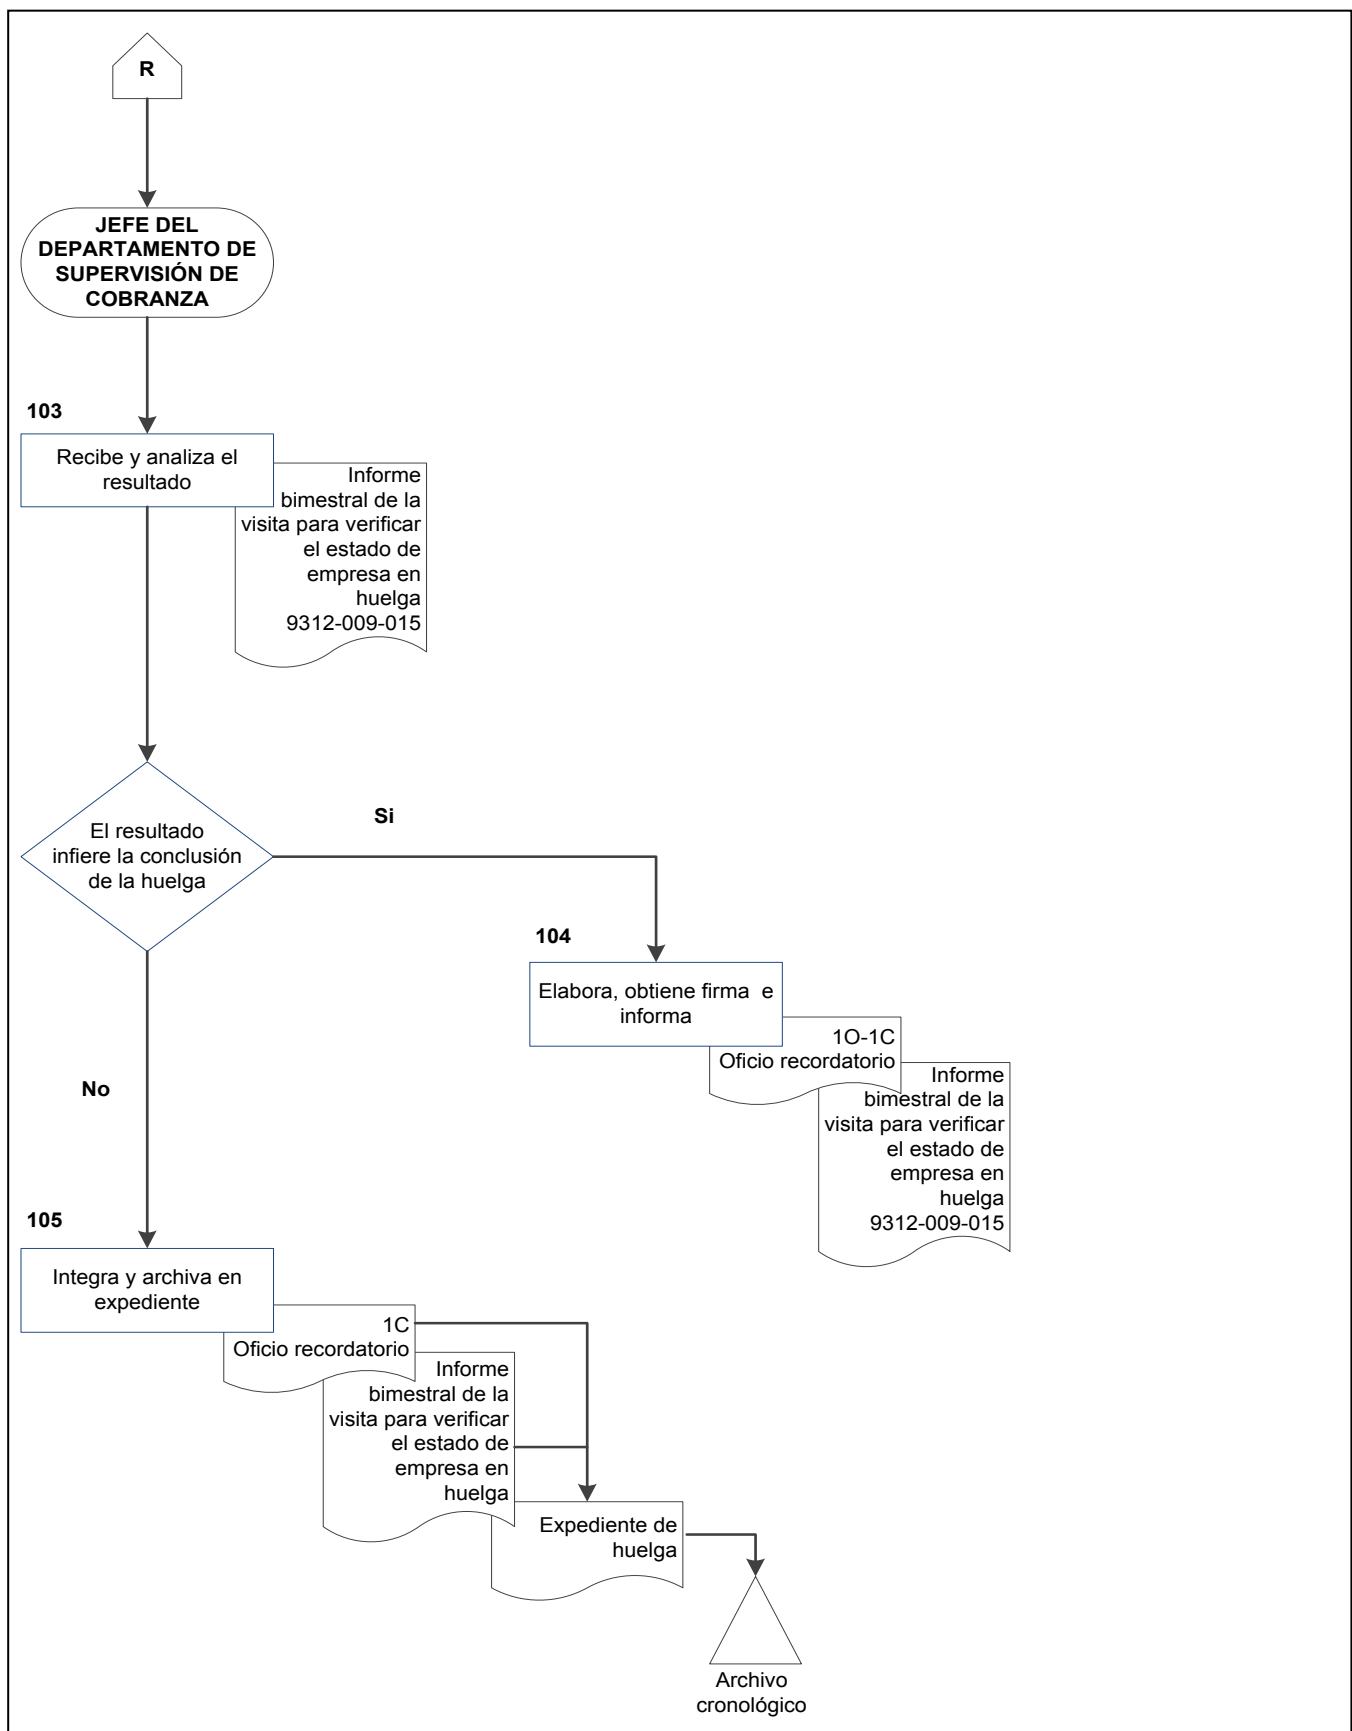 R
JEFE DEL
DEPARTAMENTO DE
SUPERVISIÓN DE
COBRANZA
103
Recibe y analiza el
resultado
Informe
bimestral de la
visita para verificar
el estado de
empresa en
huelga
9312-009-015
El resultado
infiere la conclusión
de la huelga
Si
104
Elabora, obtiene firma e
informa
1O-1C
Oficio recordatorio
Informe
bimestral de la
visita para verificar
el estado de
empresa en
huelga
9312-009-015
No
105
Integra y archiva en
expediente
1C
Oficio recordatorio
Informe
bimestral de la
visita para verificar
el estado de
empresa en
huelga
Expediente de
huelga
Archivo
cronológico